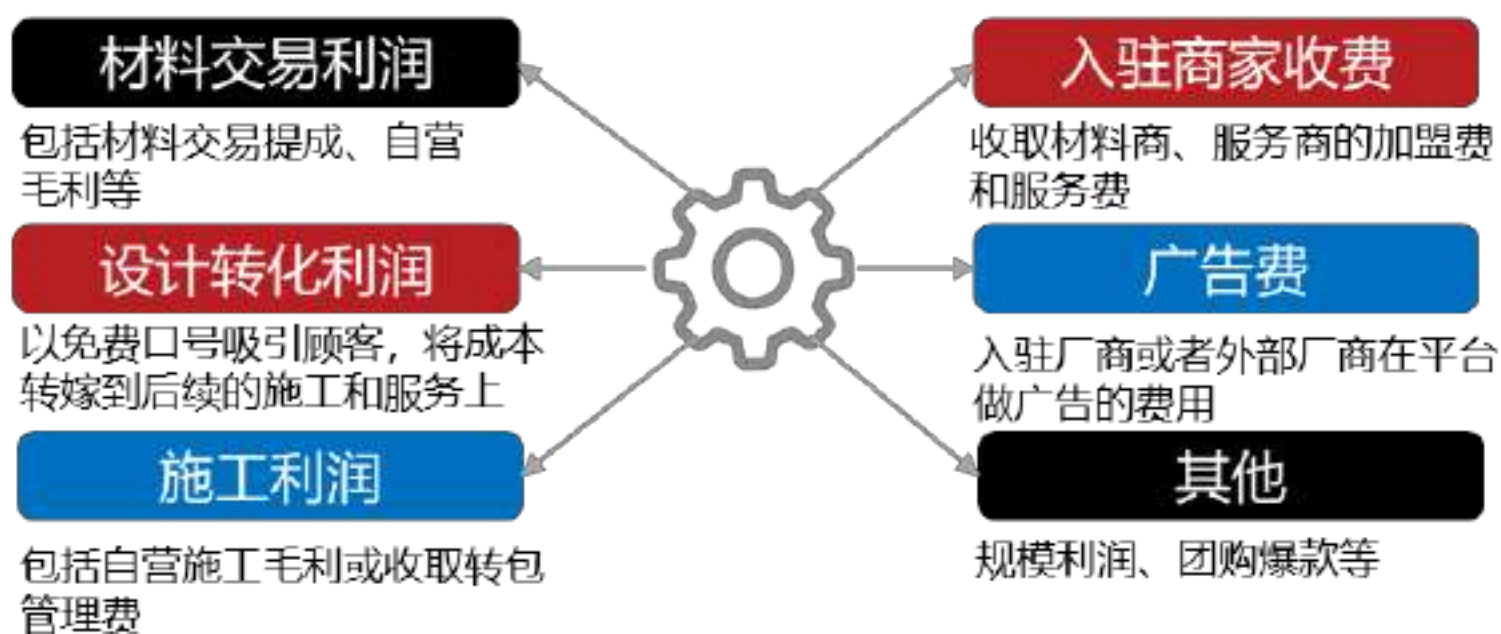 材料交易利润
包括材料交易提成、自营
毛利等
设计转化利润
以免费口号吸引顾客，将成本
转嫁到后续的施工和服务上
施工利润
包括自营施工毛利或收取转包
管理费
入驻商家收费
收取材料商、服务商的加盟费
和服务费
广告费
入驻厂商或者外部厂商在平台
做广告的费用
其他
规模利润、团购爆款等